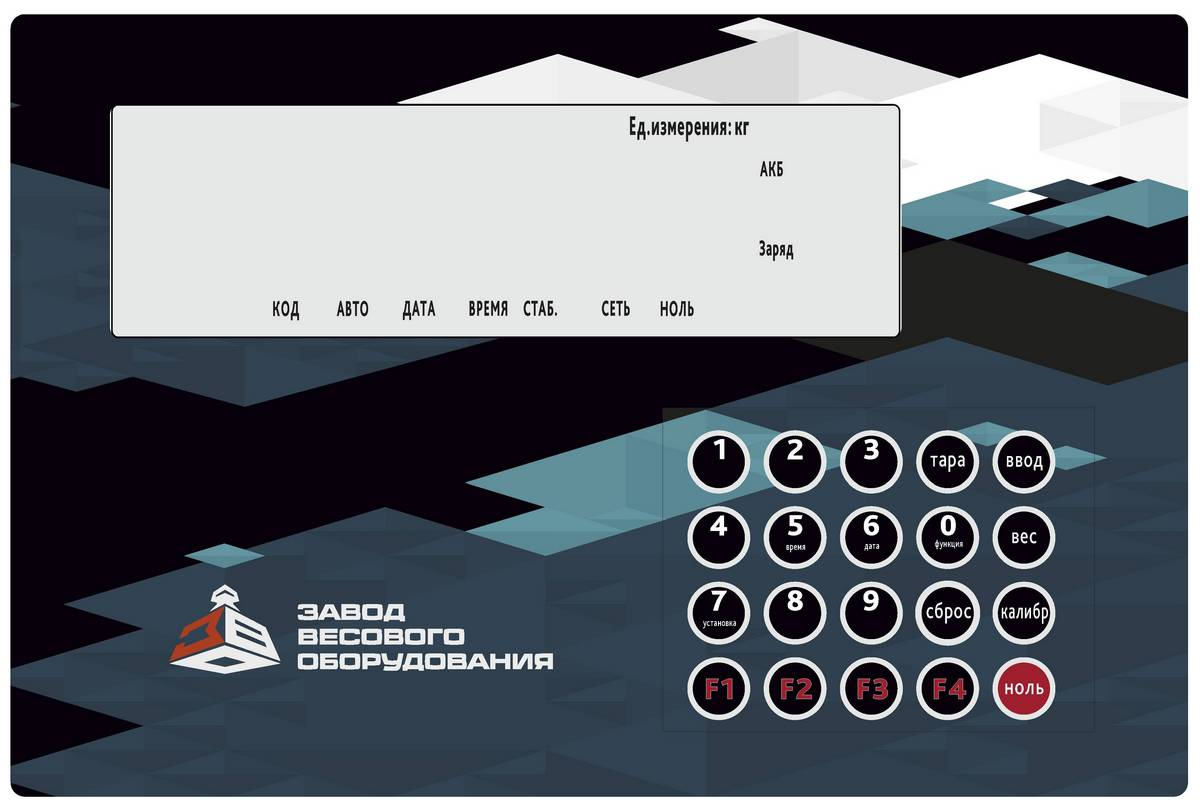 Ед.измерения: кг
АКБ
Заряд
КОД АВТО ДАТА ВРЕМЯ СТАБ. СЕТЬ НОЛЬ
1 2 3 тара ввод
4 5 6 0 вес
время дата функция
7 8 9 сброс калибр
установка
F1 F2 F3 F4 ноль
ЗВО
ЗАВОД
ВЕСОВОГО
ОБОРУДОВАНИЯ